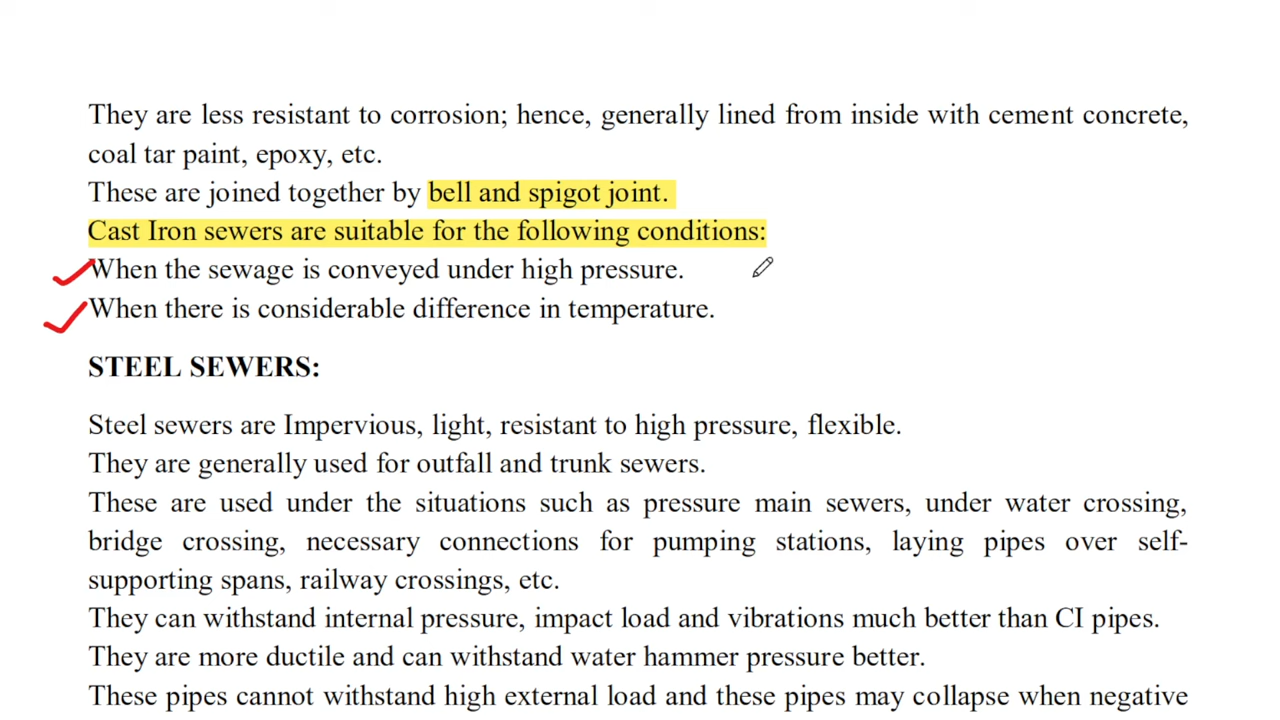 They are less resistant to corrosion; hence, generally lined from inside with cement concrete,
coal tar paint, epoxy, etc.
These are joined together by bell and spigot joint.
Cast Iron sewers are suitable for the following conditions:
When the sewage is conveyed under high pressure.
When there is considerable difference in temperature.
STEEL SEWERS:
Steel sewers are Impervious, light, resistant to high pressure, flexible.
They are generally used for outfall and trunk sewers.
These are used under the situations such as pressure main sewers, under water crossing,
bridge crossing, necessary connections for pumping stations, laying pipes over self-
supporting spans, railway crossings, etc.
They can withstand internal pressure, impact load and vibrations much better than CI pipes.
They are more ductile and can withstand water hammer pressure better.
These pipes cannot withstand high external load and these pipes may collapse when negative